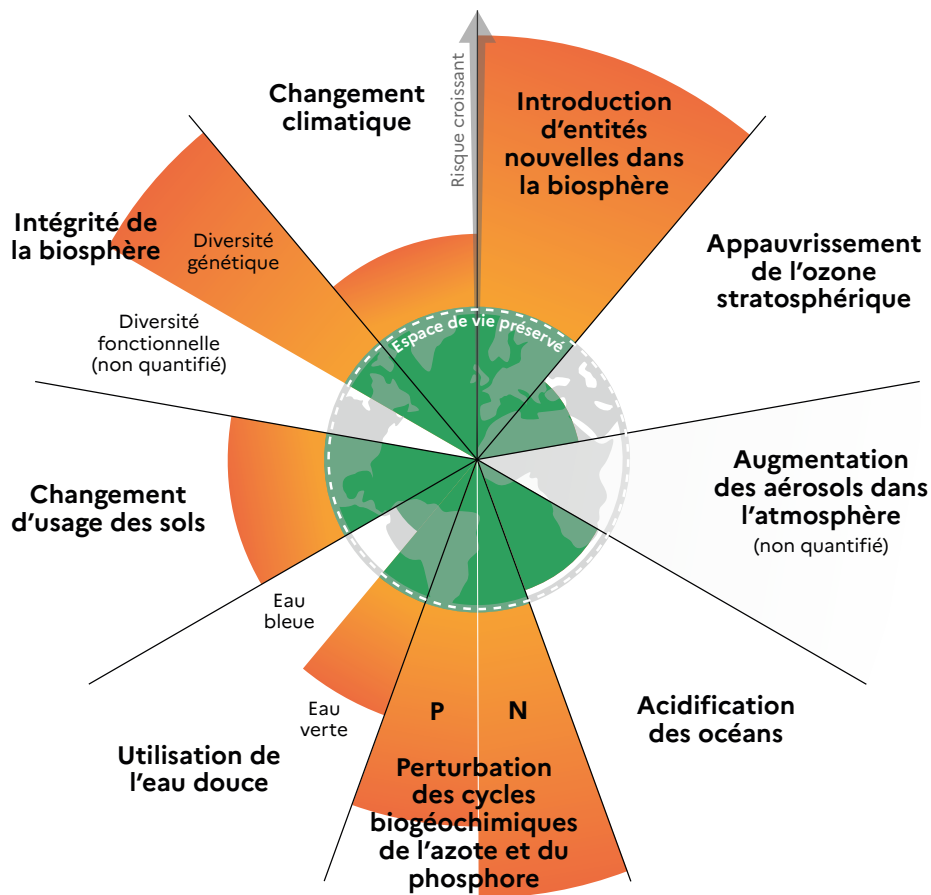 Changement
climatique
Risque croissant
Introduction
d'entités
nouvelles dans
la biosphère
Intégrité de
la biosphère
Diversité
génétique
Appauvrissement
de l'ozone
stratosphérique
Diversité
fonctionnelle
(non quantifié)
Espace de vie préservé
Changement
d'usage des sols
Augmentation
des aérosols dans
l'atmosphère
(non quantifié)
Eau
bleue
Eau
verte
P
N
Acidification
des océans
Utilisation de
l'eau douce
Perturbation
des cycles
biogéochimiques
de l'azote et du
phosphore